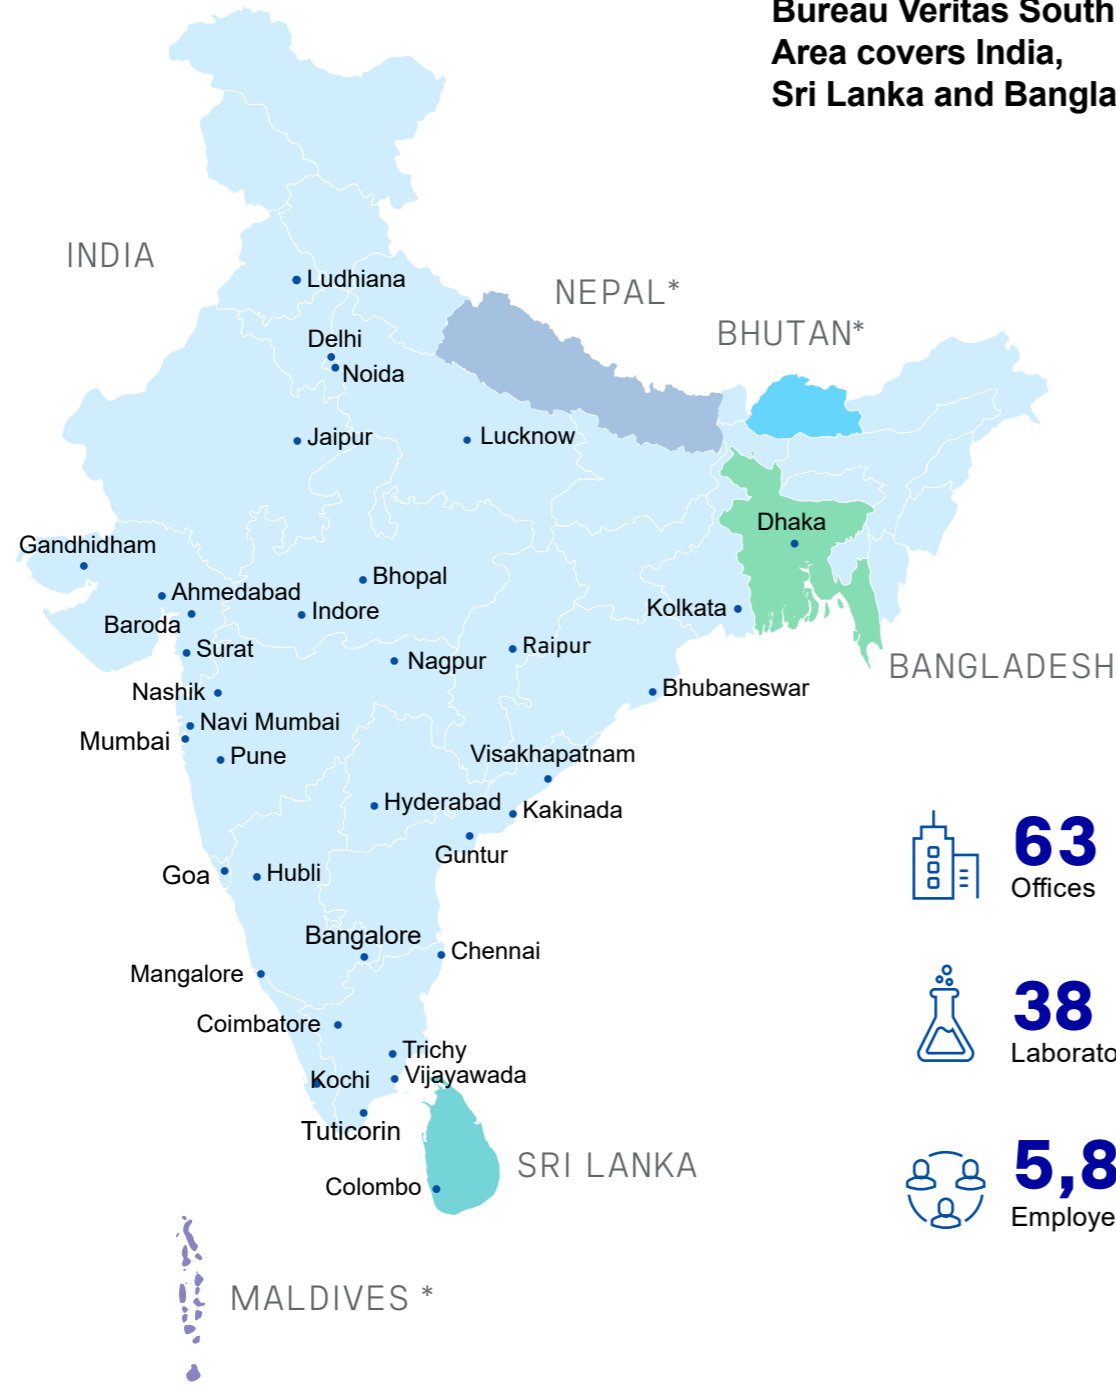 Bureau Veritas South
Area covers India,
Sri Lanka and Bangla
INDIA
Ludhiana
NEPAL*
BHUTAN*
Delhi
Noida
Jaipur
Lucknow
Dhaka
Gandhidham
Bhopal
Ahmedabad
Indore
Kolkata
Baroda
Surat
Raipur
Nagpur
BANGLADESH
Nashik
Bhubaneswar
Navi Mumbai
Mumbai
Pune
Visakhapatnam
Hyderabad
Kakinada
Guntur
63
Offices
Goa
Hubli
Bangalore
Chennai
Mangalore
38
Laborato
Coimbatore
Trichy
Vijayawada
Kochi
Tuticorin
SRI LANKA
5,8
Employe
Colombo
MALDIVES *